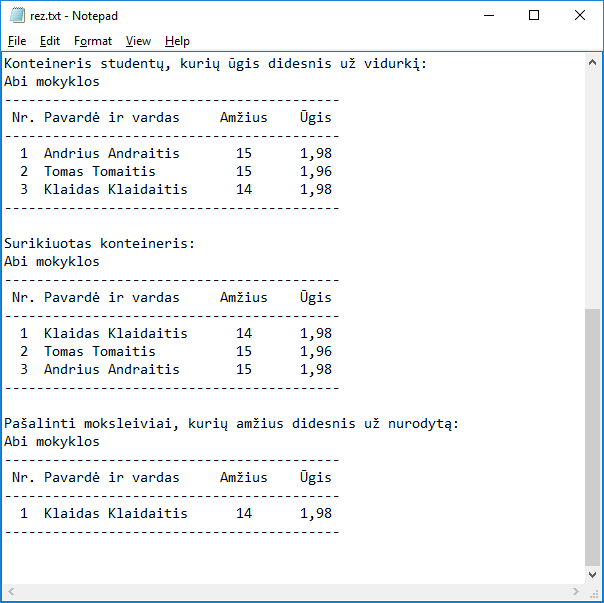 rez.txt - Notepad
File Edit Format View Help
Konteineris studentų, kurių ūgis didesnis už vidurkį:
Abi mokyklos
------------------------------------------
 Nr. Pavardė ir vardas     Amžius    Ūgis
------------------------------------------
  1  Andrius Andraitis       15      1,98
  2  Tomas Tomaitis          15      1,96
  3  Klaidas Klaidaitis      14      1,98
------------------------------------------
Surikiuotas konteineris:
Abi mokyklos
------------------------------------------
 Nr. Pavardė ir vardas     Amžius    Ūgis
------------------------------------------
  1  Klaidas Klaidaitis      14      1,98
  2  Tomas Tomaitis          15      1,96
  3  Andrius Andraitis       15      1,98
------------------------------------------
Pašalinti moksleiviai, kurių amžius didesnis už nurodytą:
Abi mokyklos
------------------------------------------
 Nr. Pavardė ir vardas     Amžius    Ūgis
------------------------------------------
  1  Klaidas Klaidaitis      14      1,98
------------------------------------------